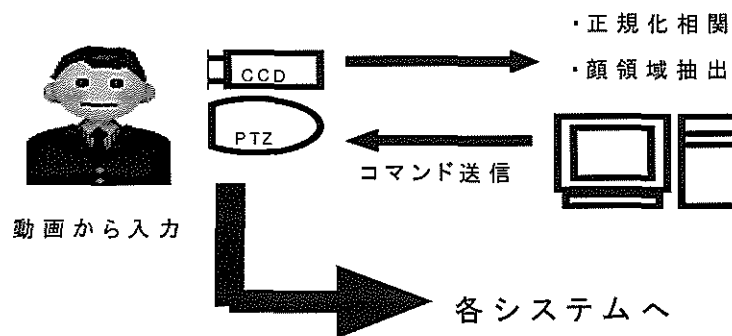 ・正規化相関
CCD
・顔領域抽出
PTZ
コマンド送信
動画から入力
各システムへ